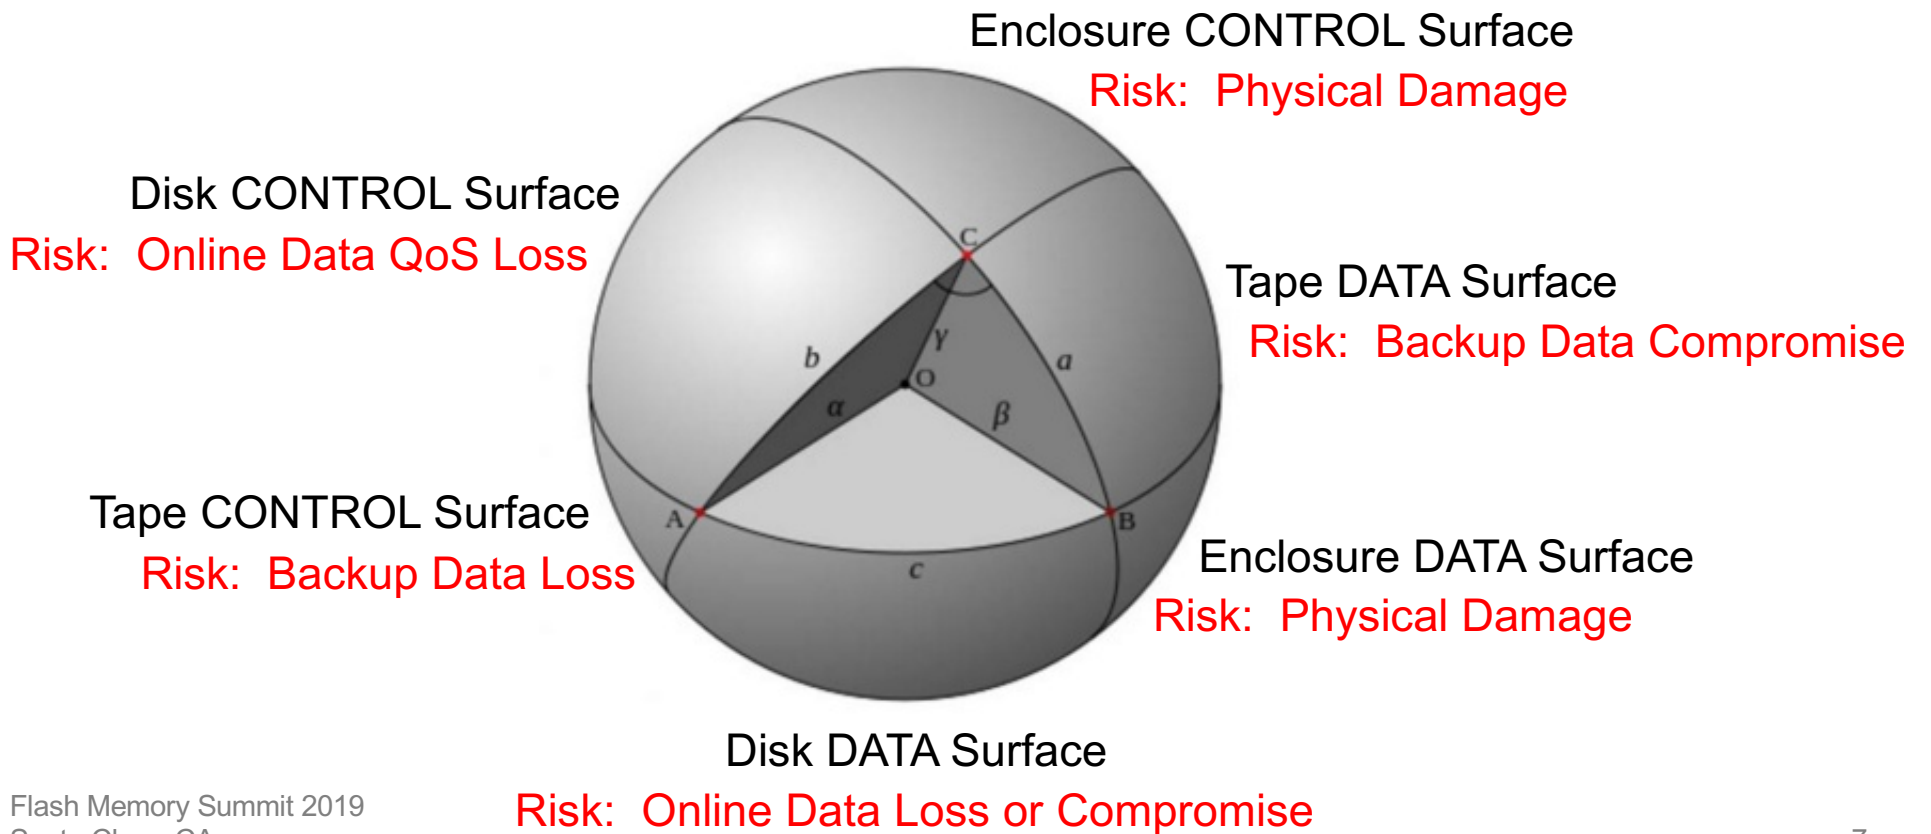 Enclosure CONTROL Surface
Risk: Physical Damage
Disk CONTROL Surface
Risk: Online Data QoS Loss
Tape DATA Surface
Risk: Backup Data Compromise
C
γ
b
a
O
α
β
Tape CONTROL Surface
Risk: Backup Data Loss
A
B
c
Enclosure DATA Surface
Risk: Physical Damage
Disk DATA Surface
Risk: Online Data Loss or Compromise
Flash Memory Summit 2019